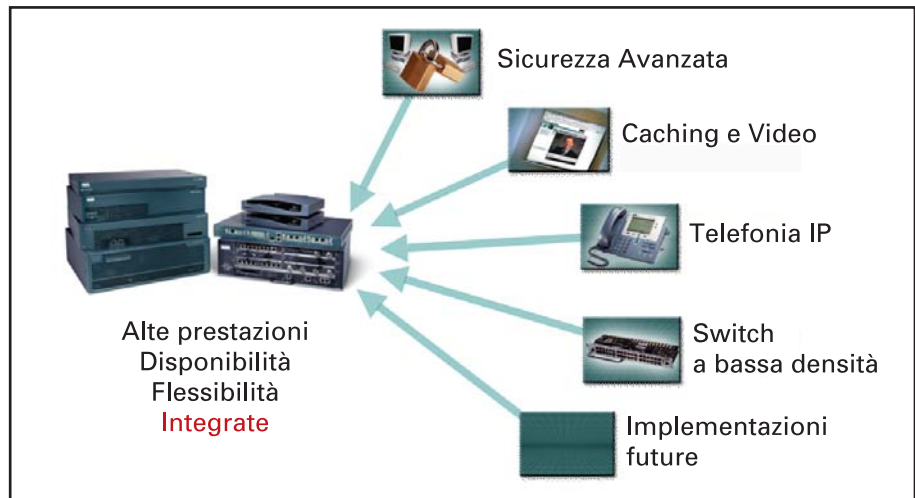 Sicurezza Avanzata
Caching e Video
Telefonia IP
Switch
a bassa densità
Implementazioni
future
Alte prestazioni
Disponibilità
Flessibilità
Integrate